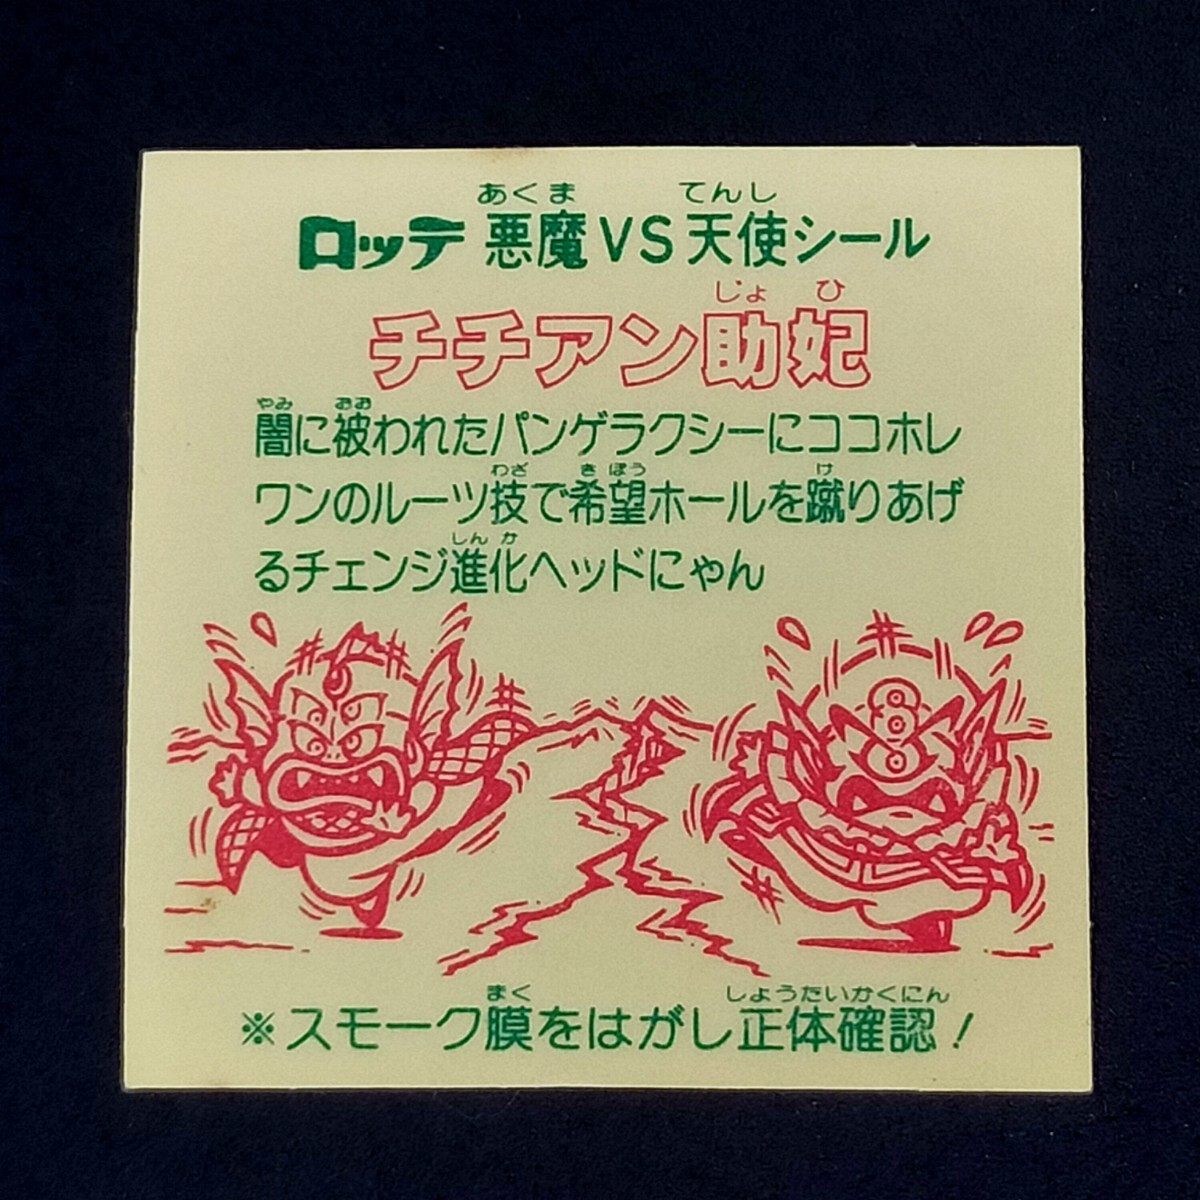 あくま てんし
ロッテ 悪魔VS天使シール
じょ ひ
チチアン助妃
やみ おお
闇に被われたパンゲラクシーにココホレ
わざ き ぼう け
ワンのルーツ技で希望ホールを蹴りあげ
しん か
るチェンジ進化ヘッドにゃん
まく しょうたいかくにん
※スモーク膜をはがし正体確認!